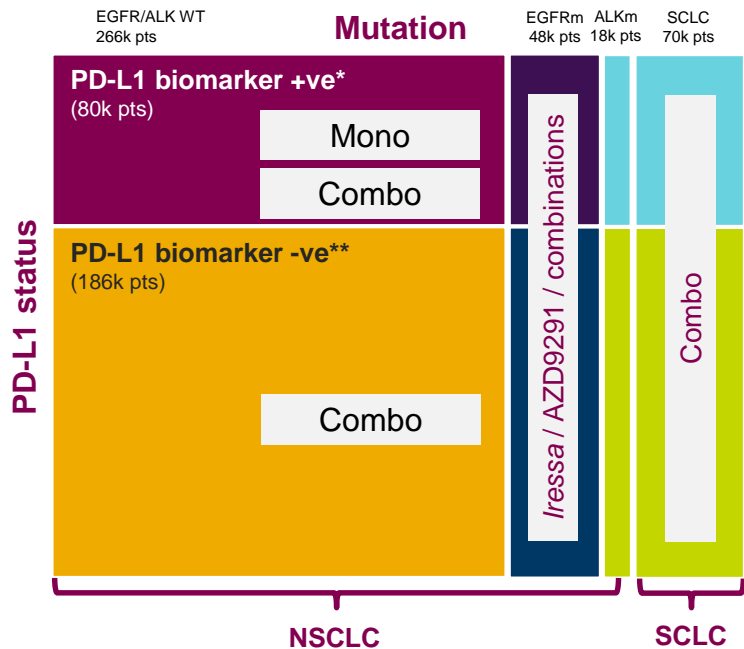 EGFR/ALK WT
266k pts
Mutation
EGFRm
48k pts
ALKm
18k pts
SCLC
70k pts
PD-L1 status
PD-L1 biomarker +ve*
(80k pts)
Mono
Combo
PD-L1 biomarker -ve**
(186k pts)
Combo
Iressa / AZD9291 / combinations
Combo
NSCLC
SCLC